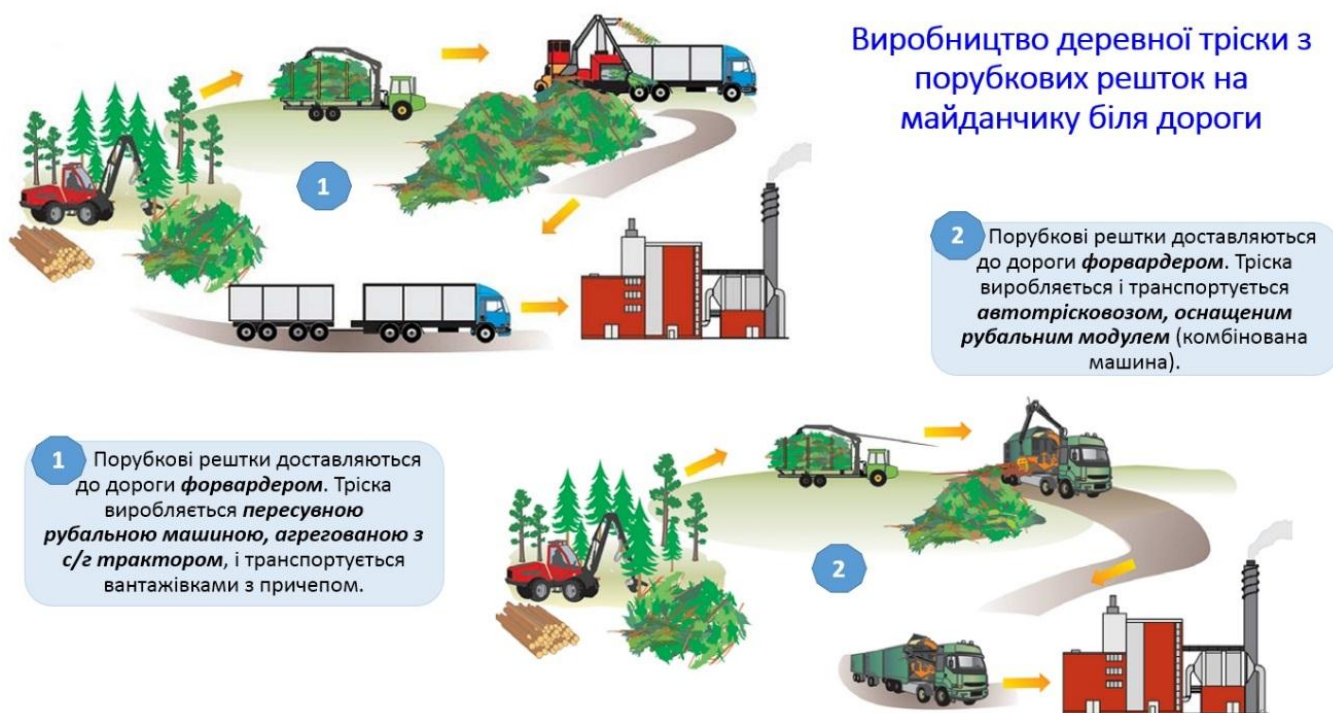 Виробництво деревної тріски з
порубкових решток на
майданчику біля дороги
1
2 Порубкові рештки доставляються
до дороги форвардером. Тріска
виробляється і транспортується
автотрісковозом, оснащеним
рубальним модулем (комбінована
машина).
1 Порубкові рештки доставляються
до дороги форвардером. Тріска
виробляється пересувною
рубальною машиною, агрегованою з
с/г трактором, і транспортується
вантажівками з причепом.
2